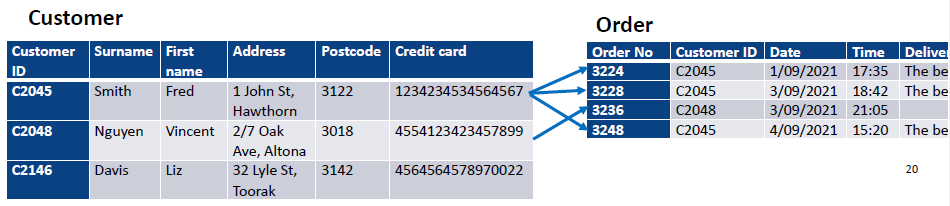 Customer
Customer ID Surname First name Address Postcode Credit card
C2045 Smith Fred 1 John St, Hawthorn 3122 1234234534564567
C2048 Nguyen Vincent 2/7 Oak Ave, Altona 3018 4554123423457899
C2146 Davis Liz 32 Lyle St, Toorak 3142 4564564578970022
Order
Order No Customer ID Date Time Deliver
3224 C2045 1/09/2021 17:35 The be
3228 C2045 3/09/2021 18:42 The be
3236 C2048 3/09/2021 21:05
3248 C2045 4/09/2021 15:20 The be
20